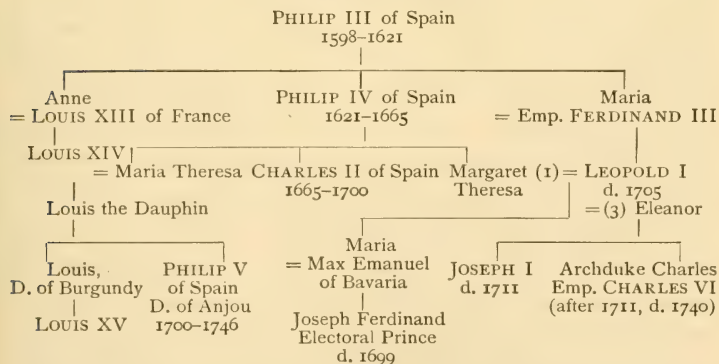 PHILIP III of Spain
1598–1621
Anne
= LOUIS XIII of France
PHILIP IV of Spain
1621–1665
Maria
= Emp. FERDINAND III
LOUIS XIV
= Maria Theresa
CHARLES II of Spain
1665–1700
Margaret (1) =
Theresa
LEOPOLD I
d. 1705
= (3) Eleanor
Louis the Dauphin
Louis,
D. of Burgundy
LOUIS XV
PHILIP V
of Spain
D. of Anjou
1700–1746
Maria
= Max Emanuel
of Bavaria
Joseph Ferdinand
Electoral Prince
d. 1699
JOSEPH I
d. 1711
Archduke Charles
Emp. CHARLES VI
(after 1711, d. 1740)